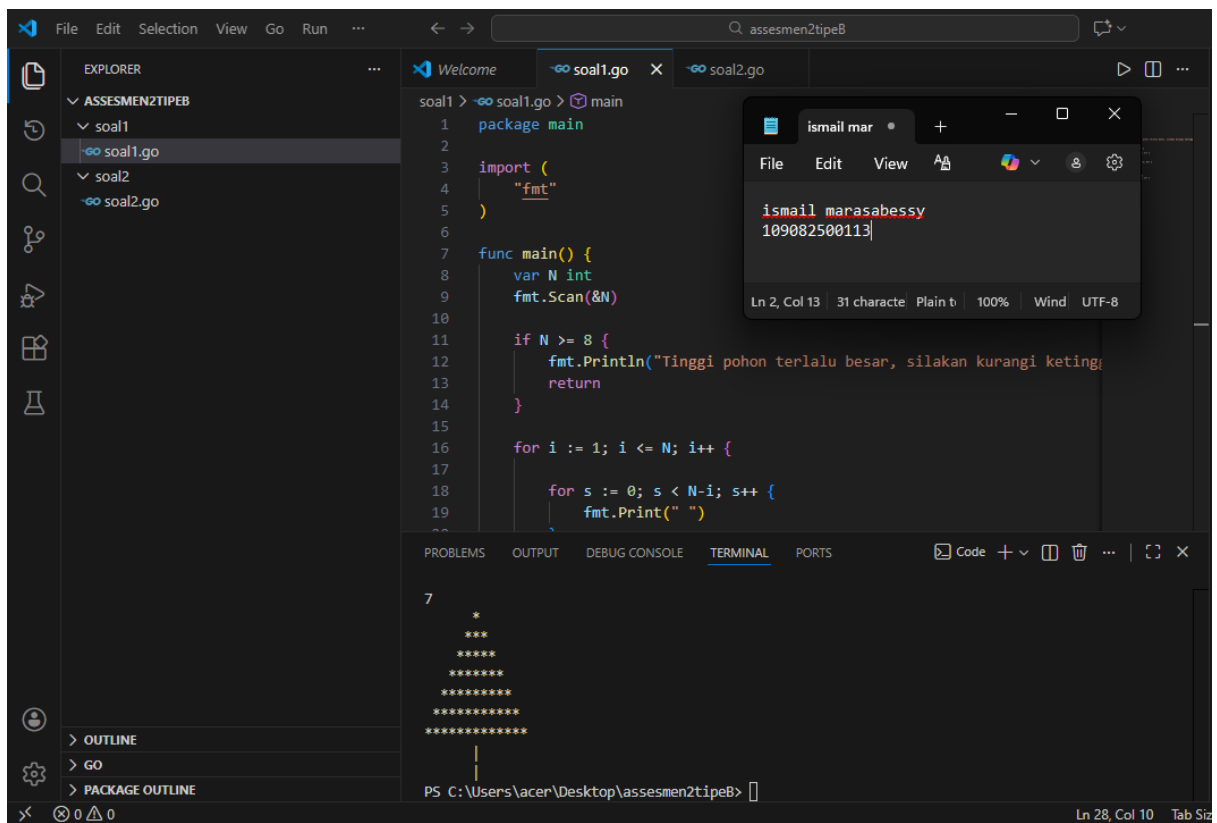 File Edit Selection View Go Run ... assesmen2tipeB
EXPLORER ...
ASSESMEN2TIPEB
soal1
soal1.go
soal2
soal2.go
OUTLINE
GO
PACKAGE OUTLINE
Welcome soal1.go soal2.go ...
soal1 > soal1.go > main
1 package main
2
3 import (
4     "fmt"
5 )
6
7 func main() {
8     var N int
9     fmt.Scan(&N)
10
11     if N >= 8 {
12         fmt.Println("Tinggi pohon terlalu besar, silakan kurangi keting
13         return
14     }
15
16     for i := 1; i <= N; i++ {
17
18         for s := 0; s < N-i; s++ {
19             fmt.Print(" ")
ismail mar
File Edit View
ismail marasabessy
109082500113
Ln 2, Col 13 31 characte Plain t 100% Wind UTF-8
PROBLEMS OUTPUT DEBUG CONSOLE TERMINAL PORTS Code ...
7
      *
     ***
    *****
   *******
  *********
 ***********
*************
      |
      |
PS C:\Users\acer\Desktop\assesmen2tipeB>
0 0 Ln 28, Col 10 Tab Siz